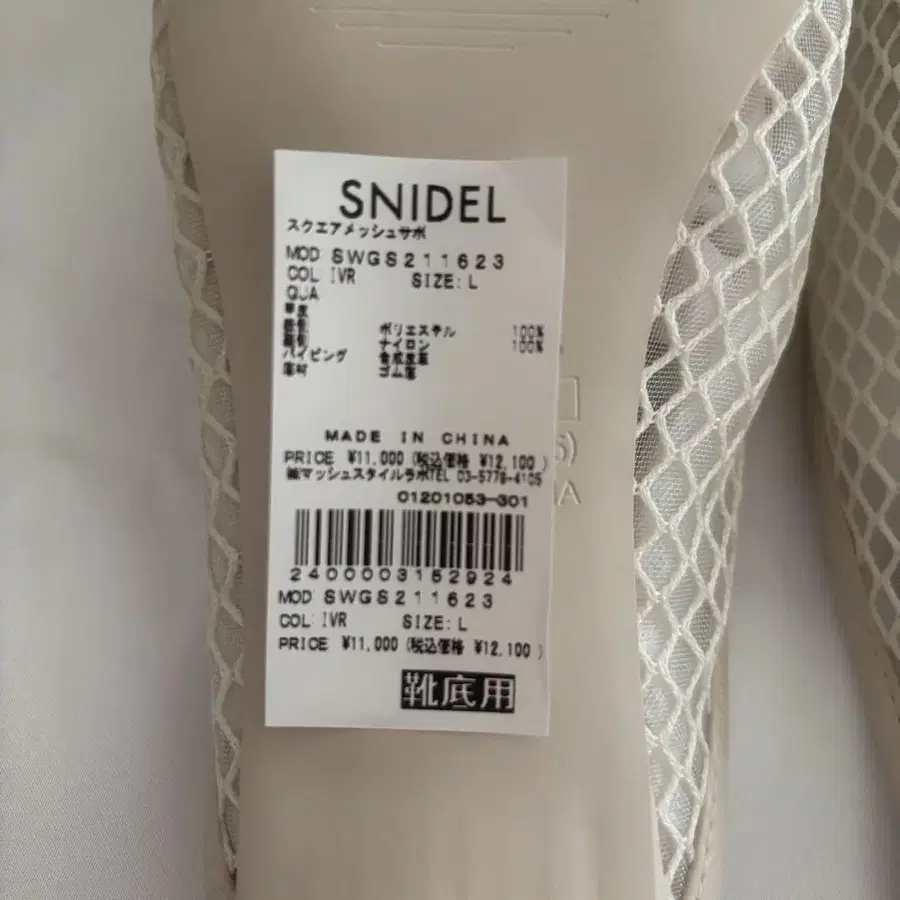 SNIDEL
スクエアメッシュサボ
MOD SWGS211623
COL IVR SIZE: L
QUA
ポリエステル 100%
ナイロン 100%
パイピング 合成皮革
底材 ゴム底
MADE IN CHINA
PRICE ¥11,000 (税込価格 ¥12,100 )
㈱マッシュスタイルラボTEL 03-5778-4105
01201053-301
2400003152924
MOD SWGS211623
COL IVR SIZE: L
PRICE ¥11,000 (税込価格 ¥12,100 )
靴底用